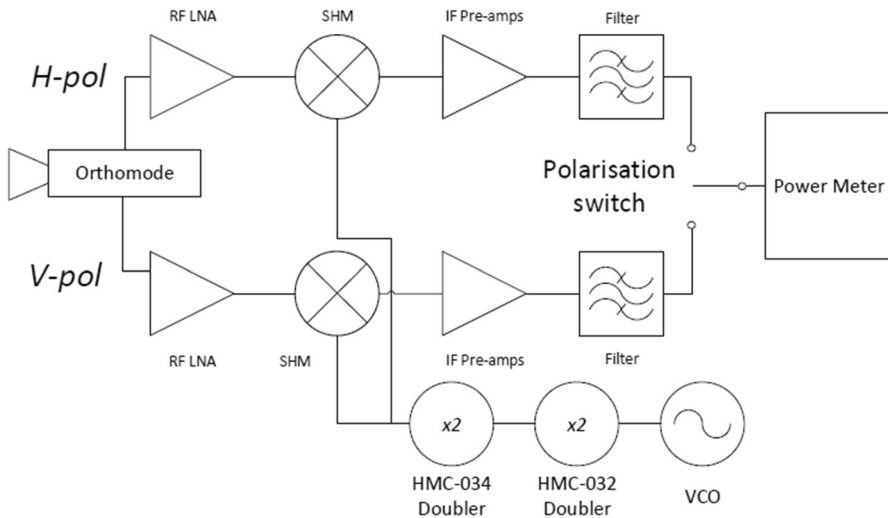 RF LNA
SHM
IF Pre-amps
Filter
H-pol
Orthomode
Polarisation
switch
Power Meter
V-pol
RF LNA
SHM
IF Pre-amps
Filter
x2
x2
HMC-034
Doubler
HMC-032
Doubler
VCO